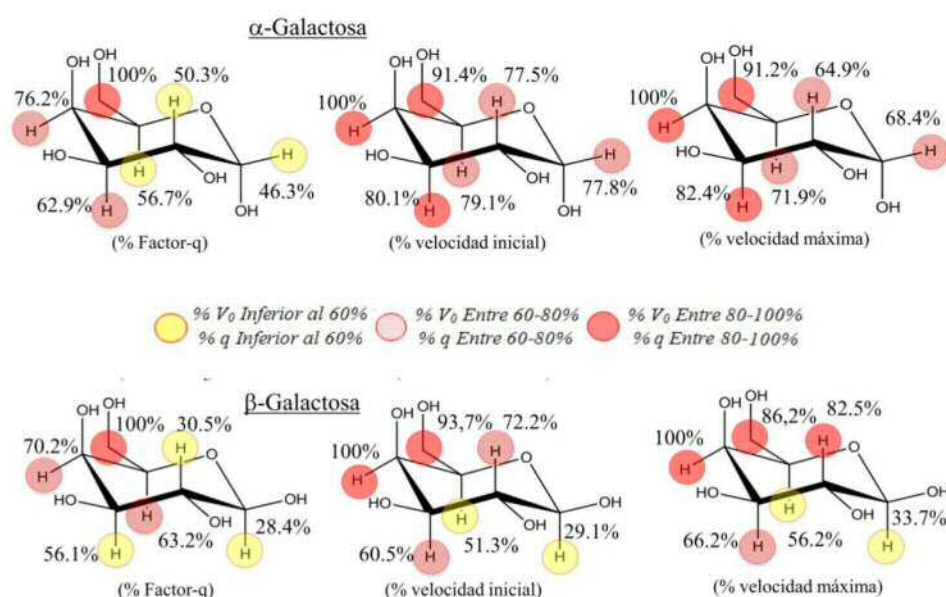 α-Galactosa
OH
OH
100%
50.3%
76.2%
H
O
H
H
HO
H
OH
62.9%
H
56.7%
46.3%
OH
(% Factor-q)
OH
OH
91.4%
77.5%
100%
H
O
H
H
HO
H
OH
80.1%
H
79.1%
77.8%
OH
(% velocidad inicial)
OH
OH
91.2%
64.9%
100%
H
O
68.4%
H
H
HO
H
OH
82.4%
H
71.9%
OH
(% velocidad máxima)
% V0 Inferior al 60%
% q Inferior al 60%
% V0 Entre 60-80%
% q Entre 60-80%
% V0 Entre 80-100%
% q Entre 80-100%
β-Galactosa
OH
OH
100%
30.5%
70.2%
H
O
H
HO
OH
H
OH
56.1%
H
63.2%
H
28.4%
(% Factor-q)
OH
OH
93,7%
72.2%
100%
H
O
H
HO
OH
H
OH
60.5%
H
51.3%
H
29.1%
(% velocidad inicial)
OH
OH
86,2%
82.5%
100%
H
O
H
HO
OH
H
OH
66.2%
H
56.2%
H
33.7%
(% velocidad máxima)